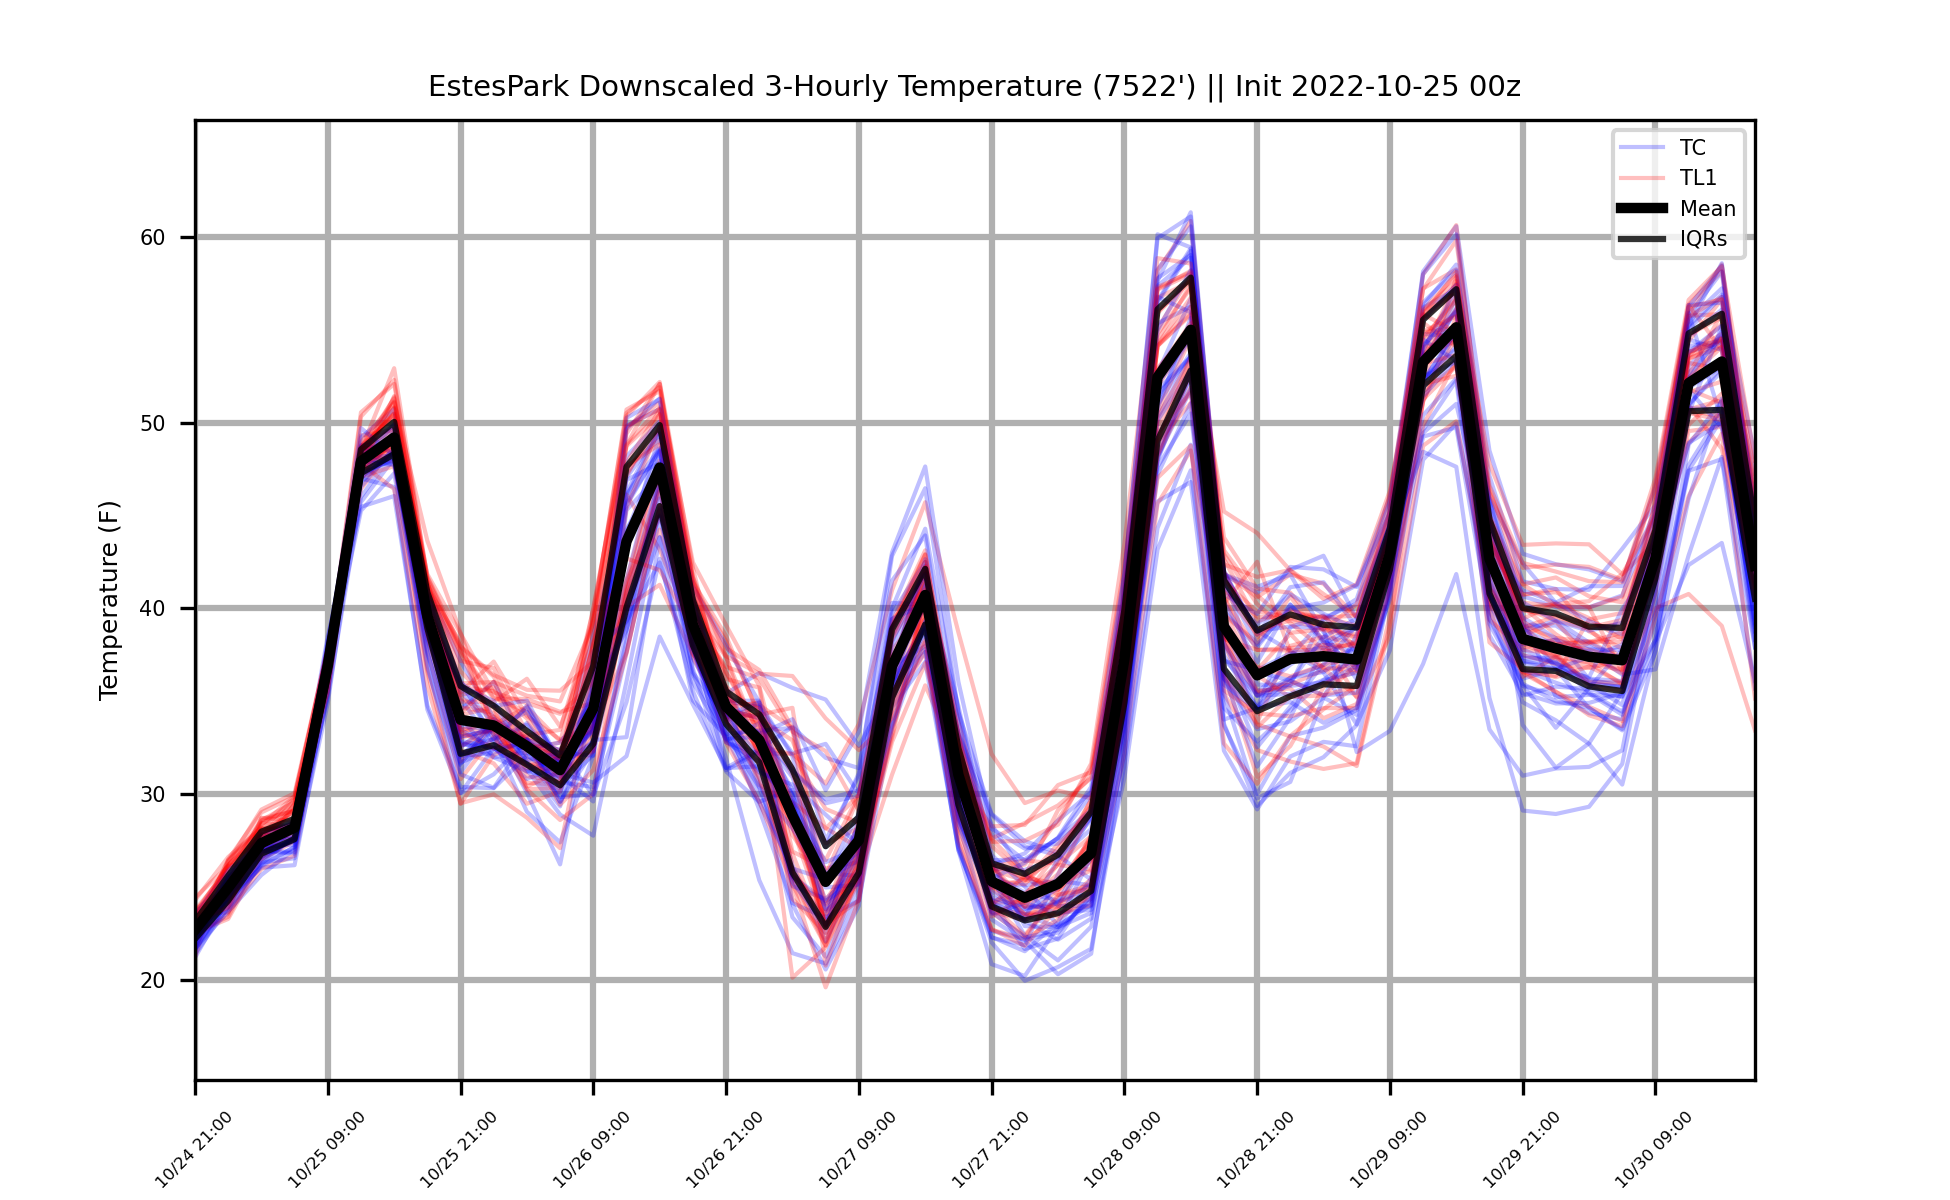 EstesPark Downscaled 3-Hourly Temperature (7522') || Init 2022-10-25 00z
TC
TL1
Mean
IQRs
Temperature (F)
60
50
40
30
20
10/24 21:00
10/25 09:00
10/25 21:00
10/26 09:00
10/26 21:00
10/27 09:00
10/27 21:00
10/28 09:00
10/28 21:00
10/29 09:00
10/29 21:00
10/30 09:00